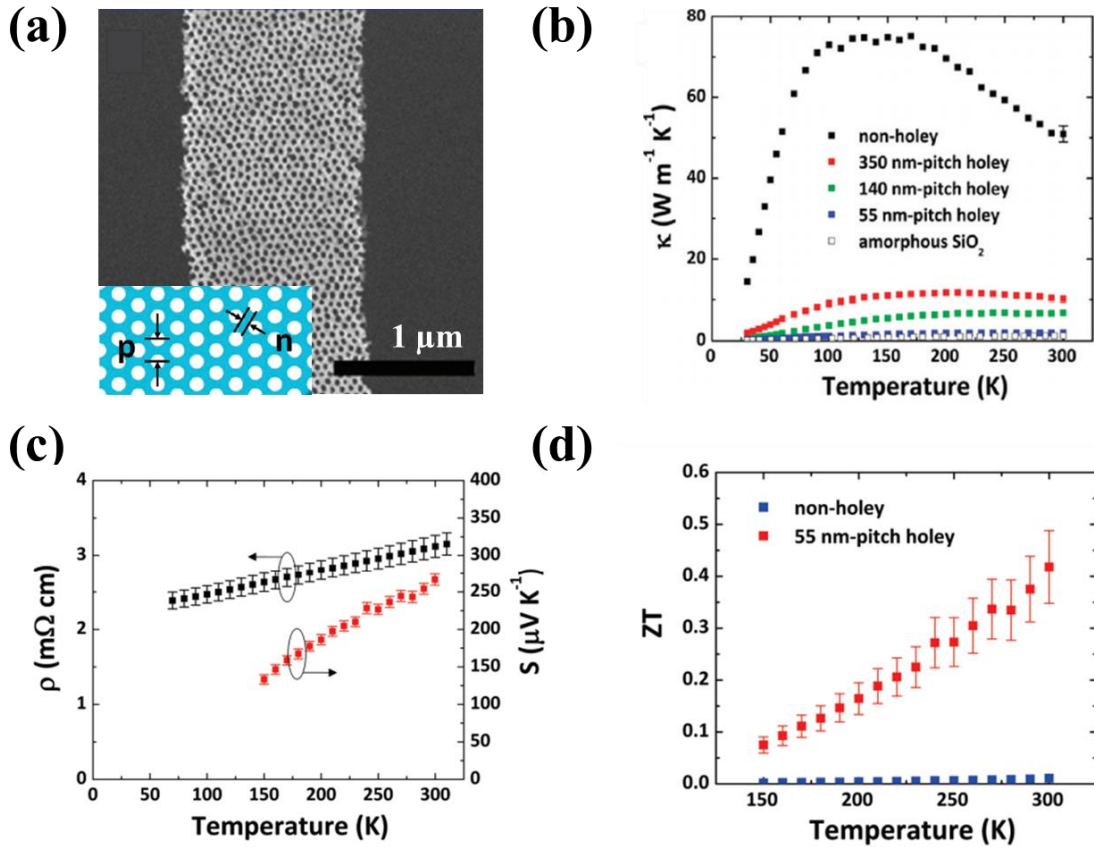 (a)
p
n
1 μm
(b)
κ (W m⁻¹ K⁻¹)
80
60
40
20
0
non-holey
350 nm-pitch holey
140 nm-pitch holey
55 nm-pitch holey
amorphous SiO₂
0 50 100 150 200 250 300
Temperature (K)
(c)
ρ (mΩ cm)
4
3
2
1
0
400
350
300
250
200
150
100
50
0
S (μV K⁻¹)
0 50 100 150 200 250 300
Temperature (K)
(d)
ZT
0.6
0.5
0.4
0.3
0.2
0.1
0.0
non-holey
55 nm-pitch holey
150 200 250 300
Temperature (K)